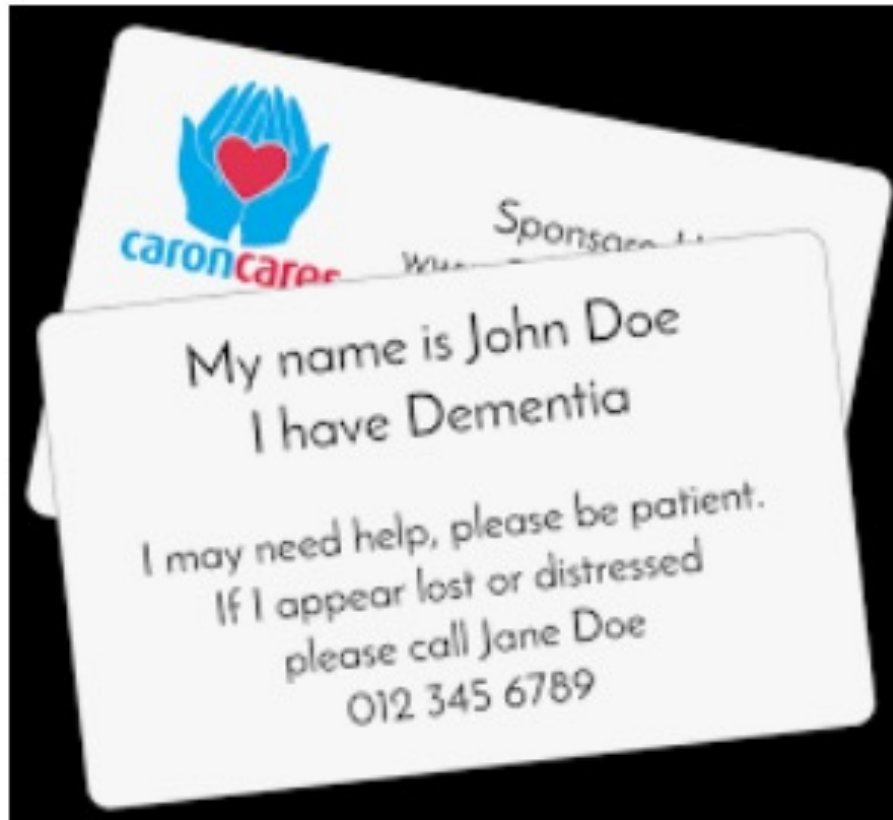 caroncares
My name is John Doe
I have Dementia
I may need help, please be patient.
If I appear lost or distressed
please call Jane Doe
012 345 6789